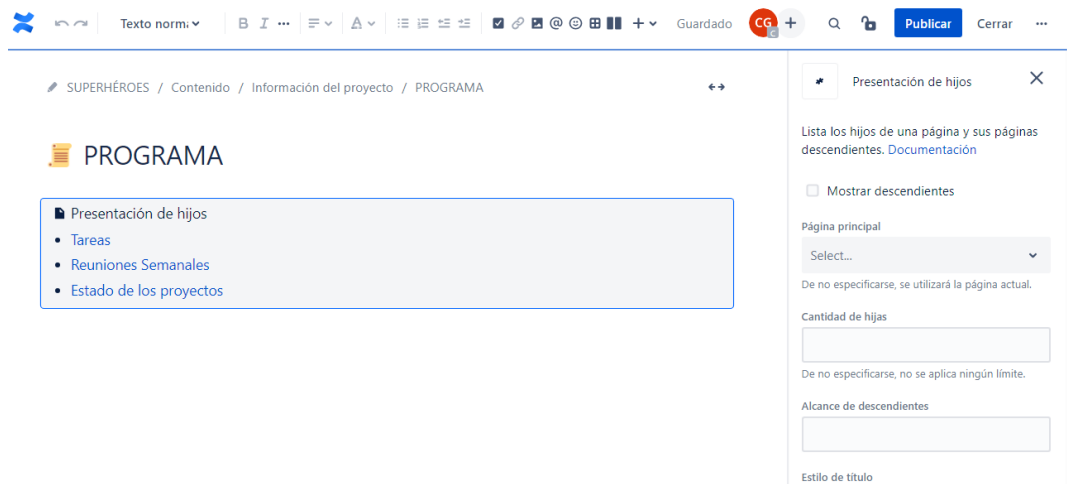 Texto norma
B I ••• A
Guardado
CG
C
Publicar
Cerrar
SUPERHÉROES / Contenido / Información del proyecto / PROGRAMA
PROGRAMA
Presentación de hijos
• Tareas
• Reuniones Semanales
• Estado de los proyectos
Presentación de hijos
Lista los hijos de una página y sus páginas
descendientes. Documentación
Mostrar descendientes
Página principal
Select...
De no especificarse, se utilizará la página actual.
Cantidad de hijas
De no especificarse, no se aplica ningún límite.
Alcance de descendientes
Estilo de título